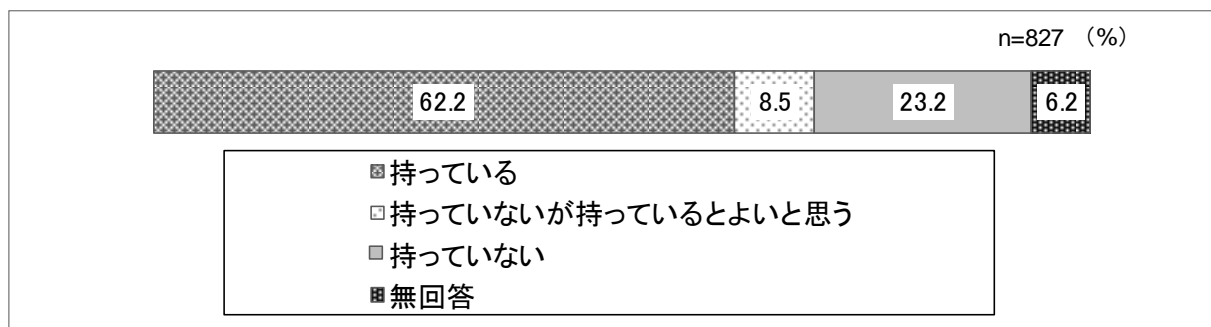 n=827 （%）
62.2 8.5 23.2 6.2
持っている
持っていないが持っているとよいと思う
持っていない
無回答